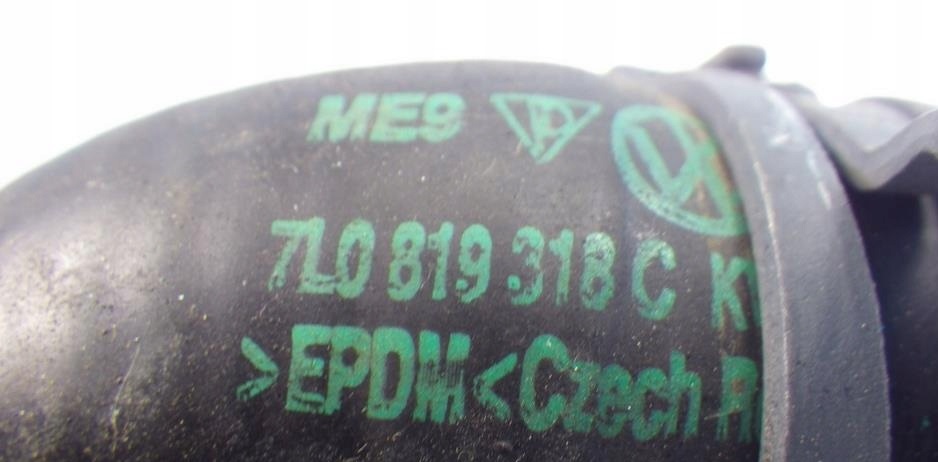 ME9
7L0 819 318 C K
>EPDM< Czech R